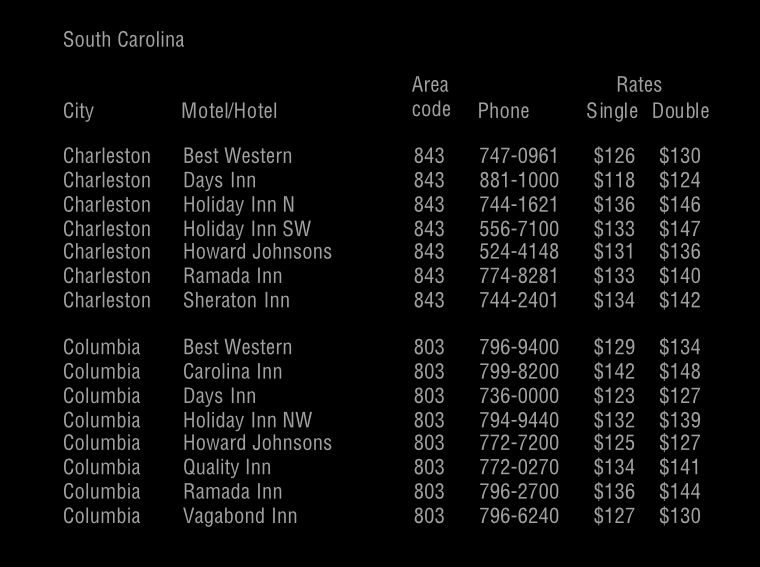 South Carolina
Area Rates
City Motel/Hotel code Phone Single Double
Charleston Best Western 843 747-0961 $126 $130
Charleston Days Inn 843 881-1000 $118 $124
Charleston Holiday Inn N 843 744-1621 $136 $146
Charleston Holiday Inn SW 843 556-7100 $133 $147
Charleston Howard Johnsons 843 524-4148 $131 $136
Charleston Ramada Inn 843 774-8281 $133 $140
Charleston Sheraton Inn 843 744-2401 $134 $142
Columbia Best Western 803 796-9400 $129 $134
Columbia Carolina Inn 803 799-8200 $142 $148
Columbia Days Inn 803 736-0000 $123 $127
Columbia Holiday Inn NW 803 794-9440 $132 $139
Columbia Howard Johnsons 803 772-7200 $125 $127
Columbia Quality Inn 803 772-0270 $134 $141
Columbia Ramada Inn 803 796-2700 $136 $144
Columbia Vagabond Inn 803 796-6240 $127 $130